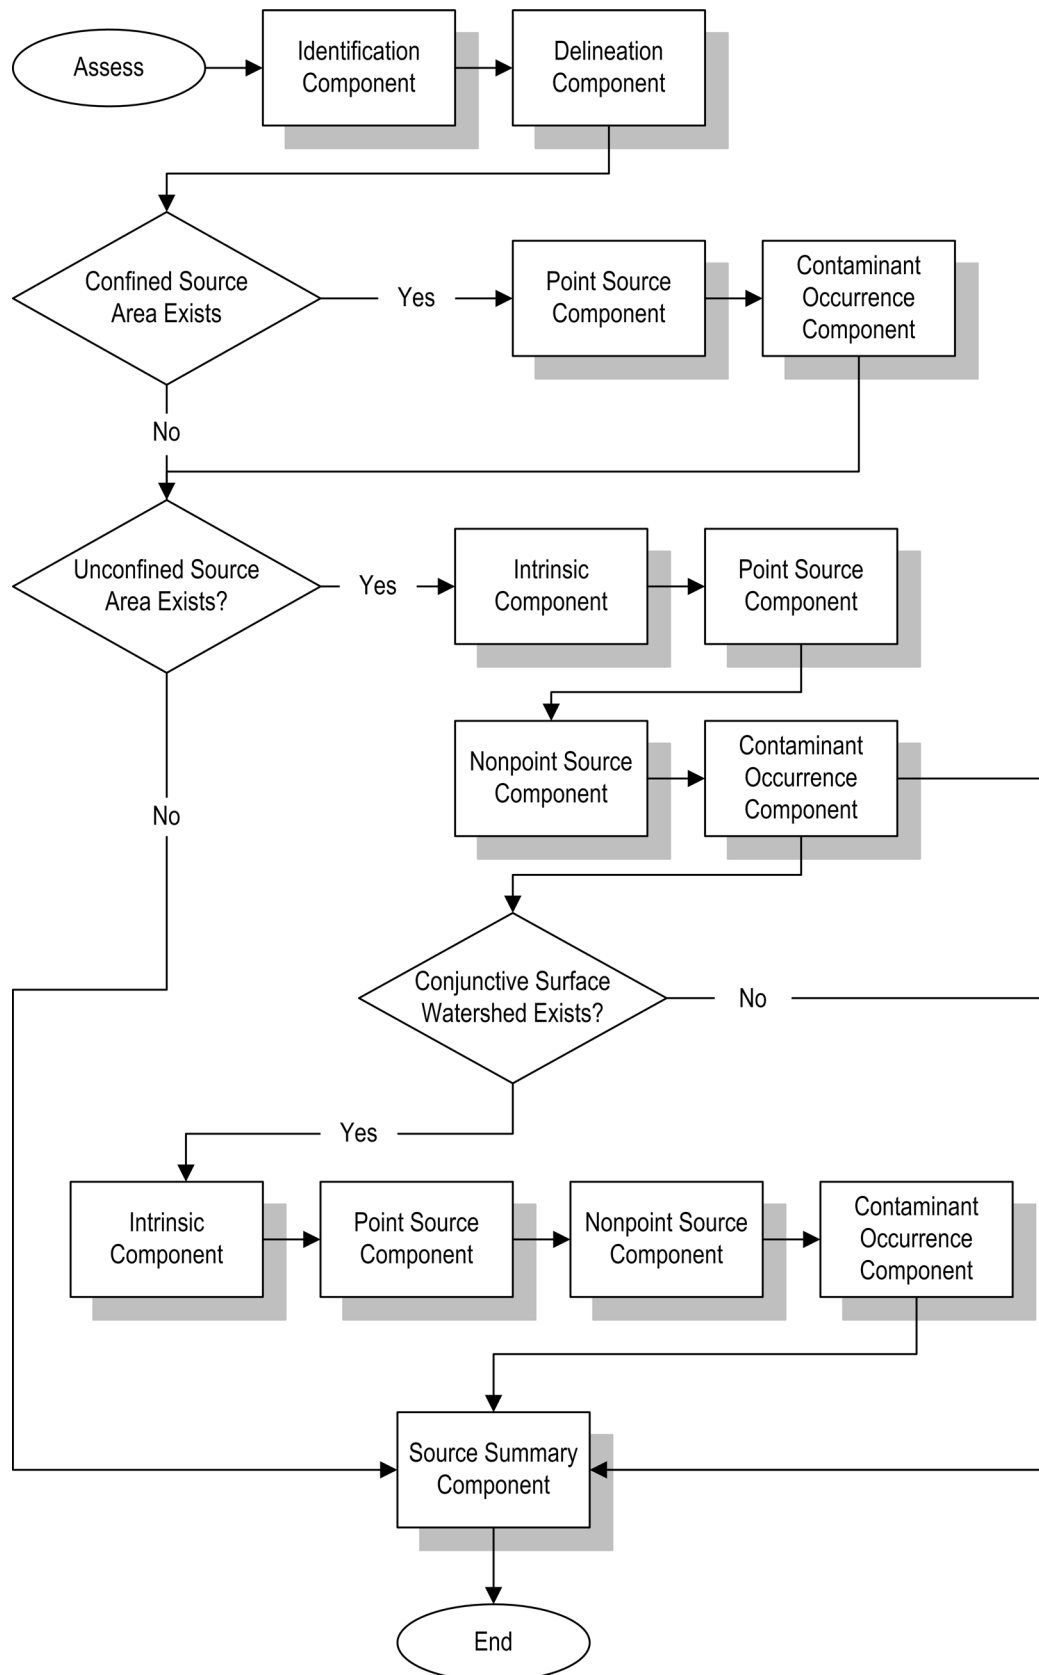 Assess
Identification
Component
Delineation
Component
Confined Source
Area Exists
Yes
Point Source
Component
Contaminant
Occurrence
Component
No
Unconfined Source
Area Exists?
Yes
Intrinsic
Component
Point Source
Component
Nonpoint Source
Component
Contaminant
Occurrence
Component
No
Conjunctive Surface
Watershed Exists?
No
Yes
Intrinsic
Component
Point Source
Component
Nonpoint Source
Component
Contaminant
Occurrence
Component
Source Summary
Component
End